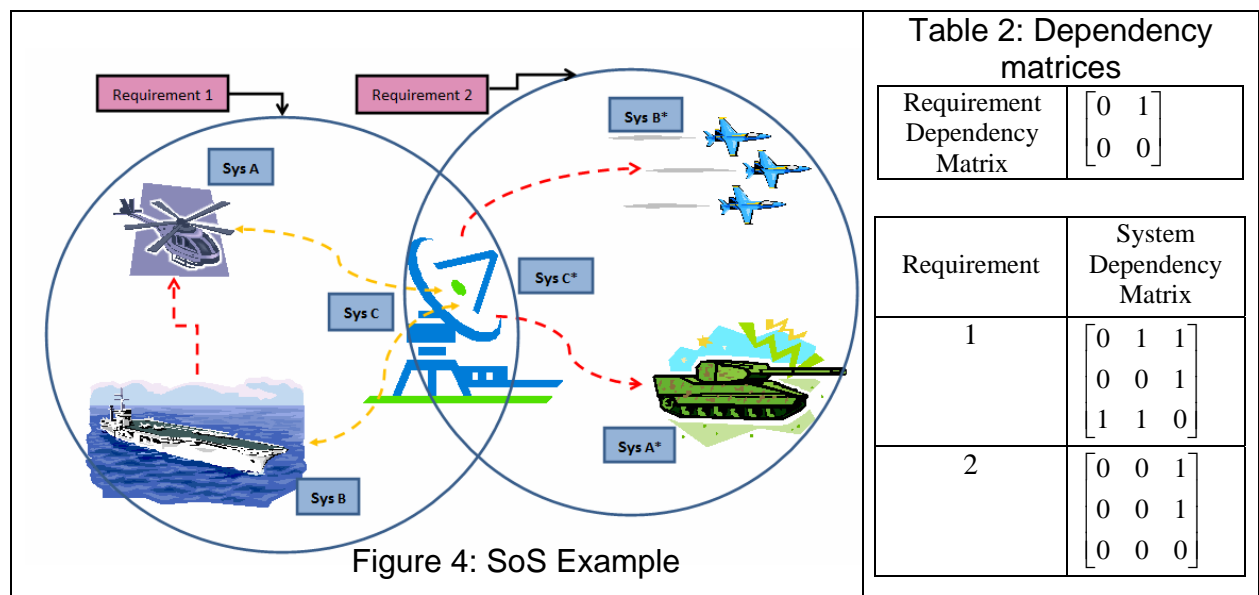 Requirement 1
Requirement 2
Sys A
Sys B*
Sys C*
Sys C
Sys A*
Sys B
Figure 4: SoS Example
Table 2: Dependency
matrices
Requirement
Dependency
Matrix
0 1
0 0
Requirement
System
Dependency
Matrix
1
0 1 1
0 0 1
1 1 0
2
0 0 1
0 0 1
0 0 0